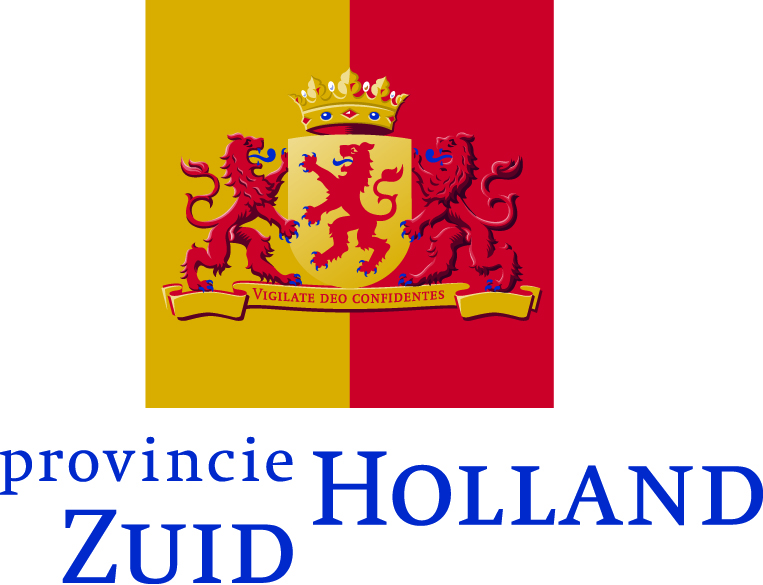 VIGILATE DEO CONFIDENTES
provincie HOLLAND
ZUID